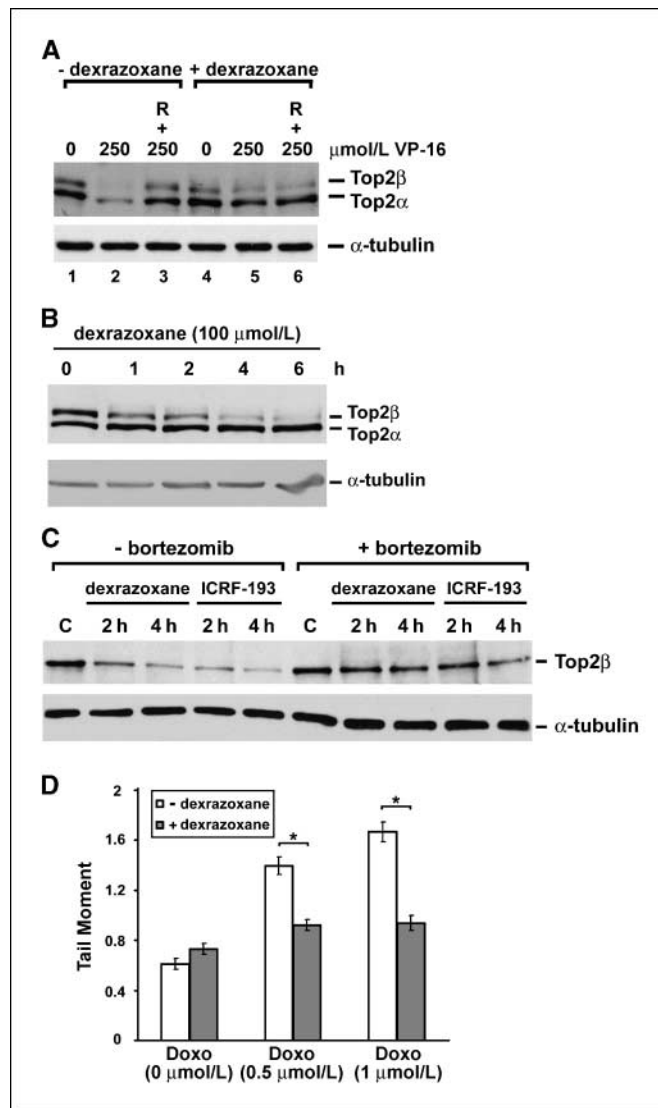 A
- dexrazoxane + dexrazoxane
R R
+ +
0 250 250 0 250 250 μmol/L VP-16
Top2β
Top2α
α-tubulin
1 2 3 4 5 6
B
dexrazoxane (100 μmol/L)
0 1 2 4 6 h
Top2β
Top2α
α-tubulin
C
- bortezomib + bortezomib
dexrazoxane ICRF-193 dexrazoxane ICRF-193
C 2 h 4 h 2 h 4 h C 2 h 4 h 2 h 4 h
Top2β
α-tubulin
D
2
- dexrazoxane
+ dexrazoxane
* *
1.6
1.2
0.8
0.4
0
Tail Moment
Doxo Doxo Doxo
(0 μmol/L) (0.5 μmol/L) (1 μmol/L)